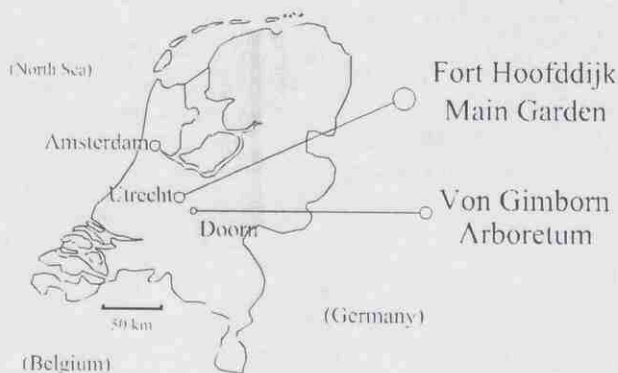 (North Sea)
Fort Hoofddijk
Main Garden
Amsterdam
Utrecht
Von Gimborn
Arboretum
Doorn
50 km
(Germany)
(Belgium)